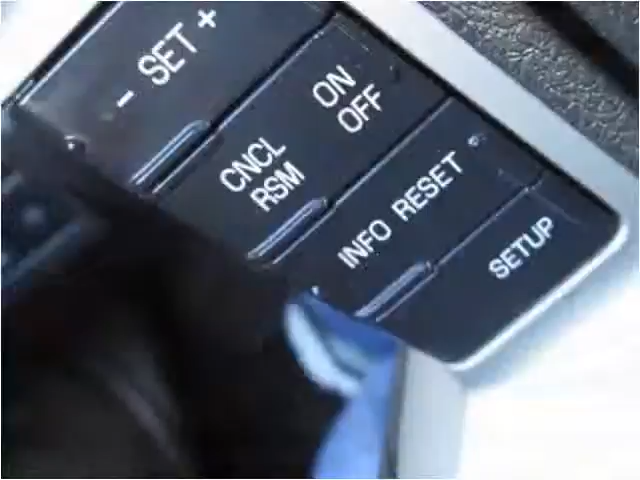 - SET +
CNCL
RSM
ON
OFF
INFO RESET
SETUP